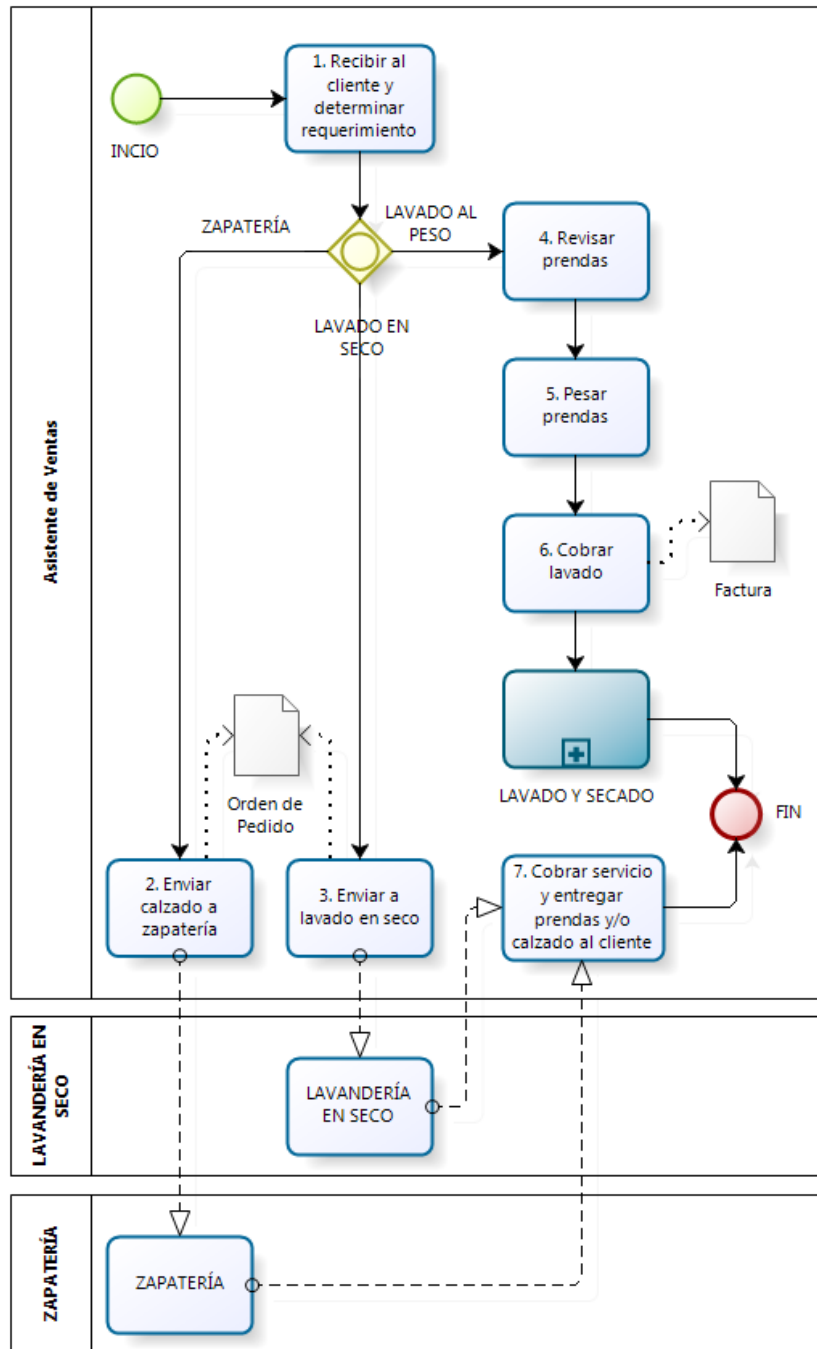 Asistente de Ventas
INCIO
1. Recibir al
cliente y
determinar
requerimiento
ZAPATERÍA
LAVADO AL
PESO
LAVADO EN
SECO
4. Revisar
prendas
5. Pesar
prendas
6. Cobrar
lavado
Factura
LAVADO Y SECADO
FIN
Orden de
Pedido
2. Enviar
calzado a
zapatería
3. Enviar a
lavado en seco
7. Cobrar servicio
y entregar
prendas y/o
calzado al cliente
LAVANDERÍA EN
SECO
LAVANDERÍA
EN SECO
ZAPATERÍA
ZAPATERÍA